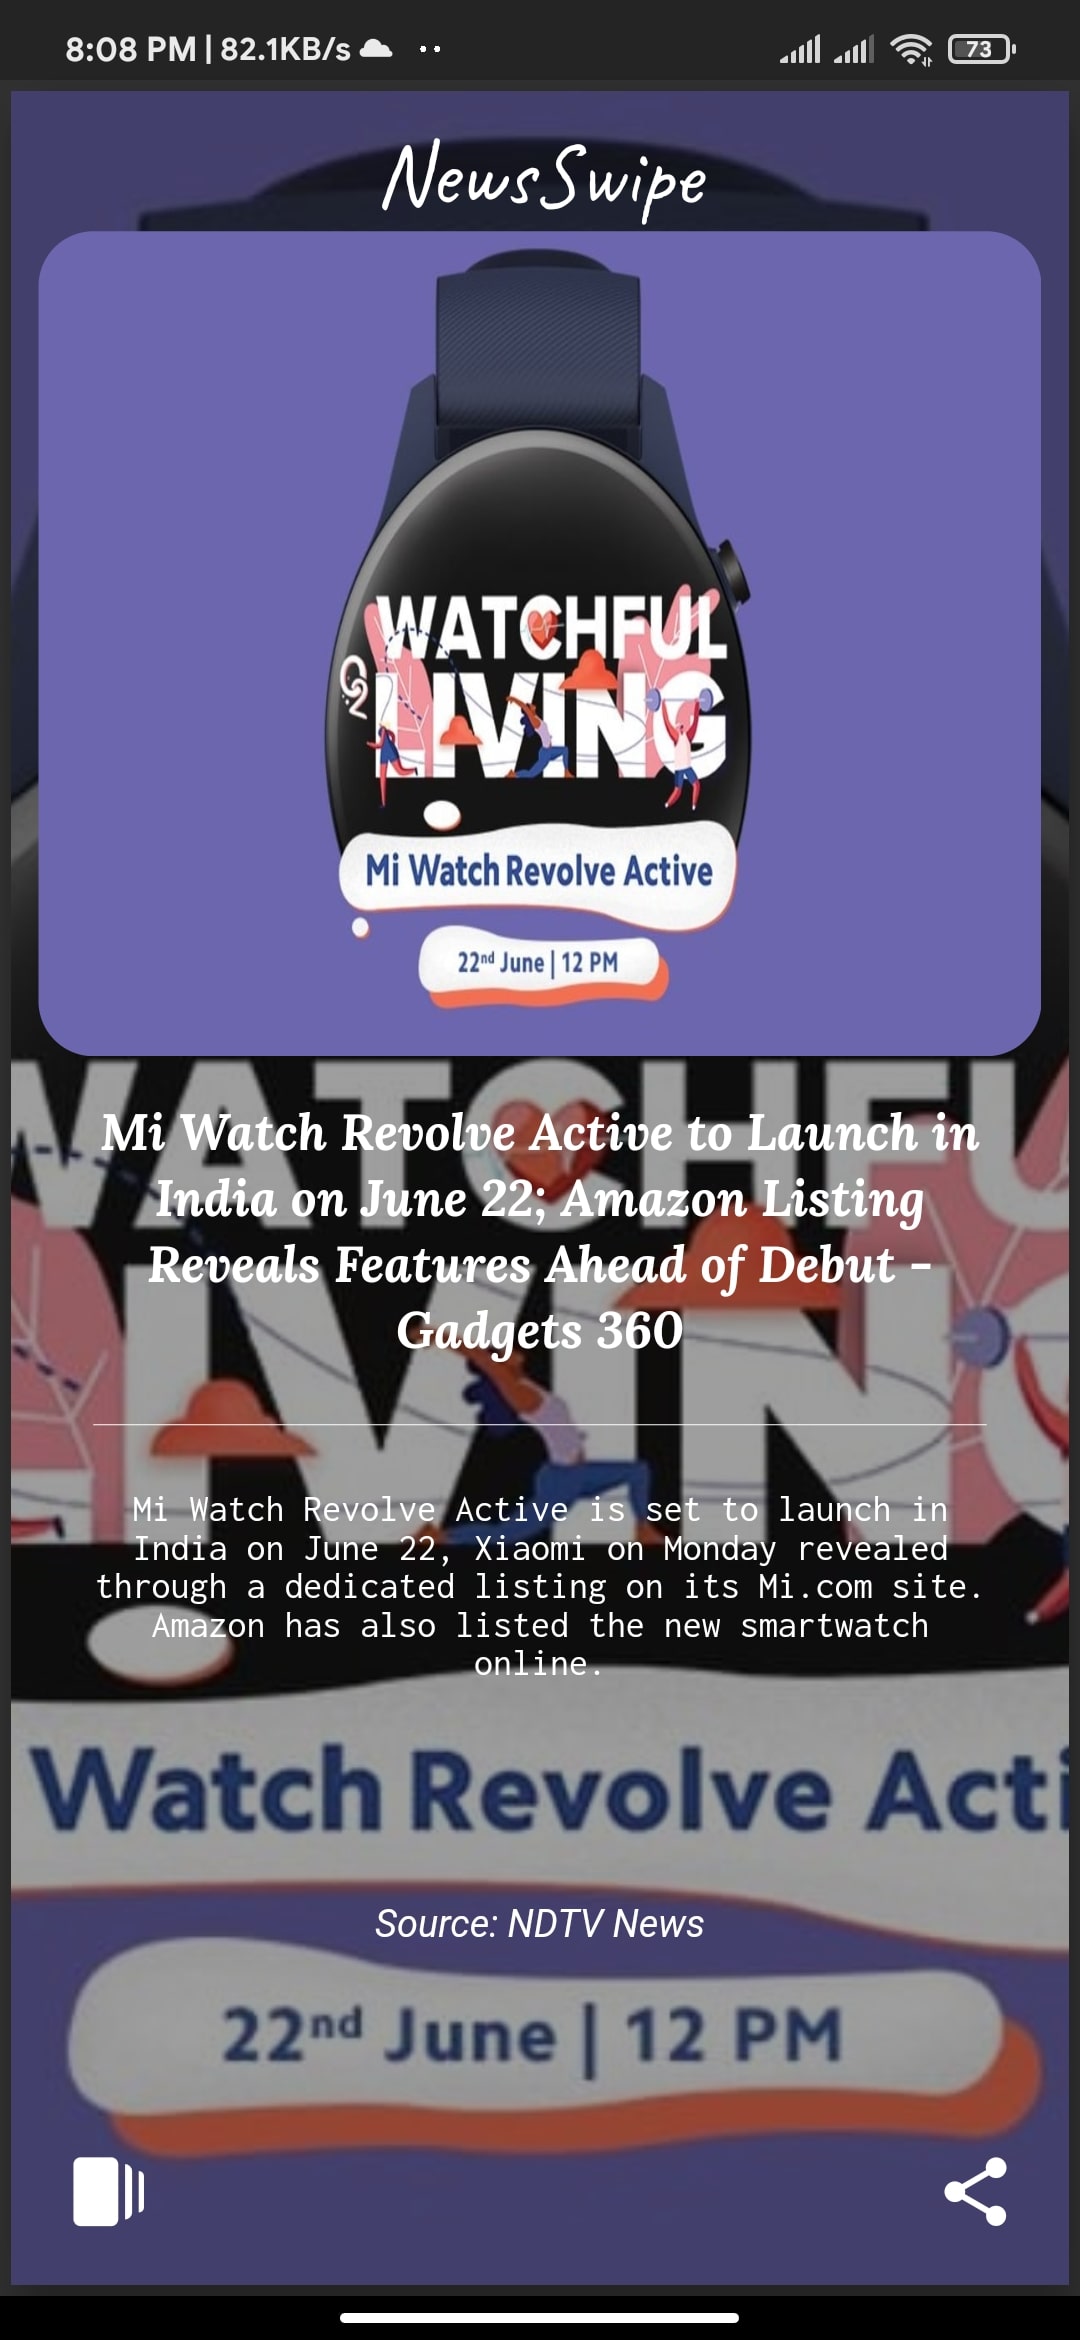 8:08 PM | 82.1KB/s
73
NewsSwipe
WATCHFUL
LIVING
O2
Mi Watch Revolve Active
22nd June | 12 PM
WATCHFU
Mi Watch Revolve Active to Launch in
India on June 22; Amazon Listing
Reveals Features Ahead of Debut -
Gadgets 360
IVING
Mi Watch Revolve Active is set to launch in
India on June 22, Xiaomi on Monday revealed
through a dedicated listing on its Mi.com site.
Amazon has also listed the new smartwatch
online.
Watch Revolve Acti
Source: NDTV News
22nd June | 12 PM